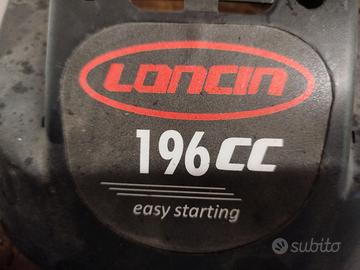 LONCIN
196cc
easy starting
subito